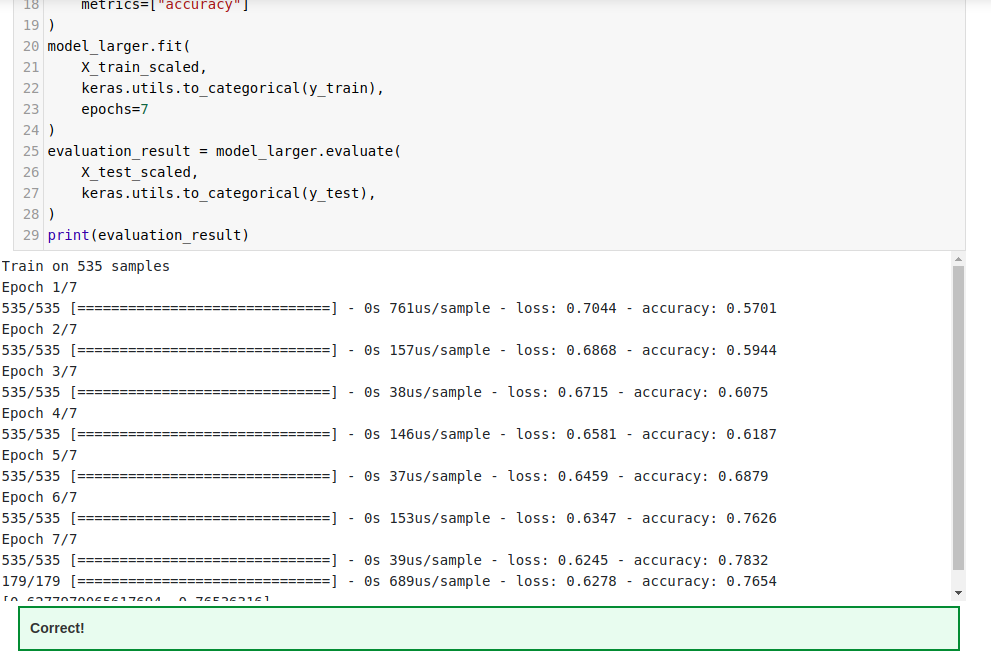 18     metrics=["accuracy"]
19 )
20 model_larger.fit(
21     X_train_scaled,
22     keras.utils.to_categorical(y_train),
23     epochs=7
24 )
25 evaluation_result = model_larger.evaluate(
26     X_test_scaled,
27     keras.utils.to_categorical(y_test),
28 )
29 print(evaluation_result)
Train on 535 samples
Epoch 1/7
535/535 [==============================] - 0s 761us/sample - loss: 0.7044 - accuracy: 0.5701
Epoch 2/7
535/535 [==============================] - 0s 157us/sample - loss: 0.6868 - accuracy: 0.5944
Epoch 3/7
535/535 [==============================] - 0s 38us/sample - loss: 0.6715 - accuracy: 0.6075
Epoch 4/7
535/535 [==============================] - 0s 146us/sample - loss: 0.6581 - accuracy: 0.6187
Epoch 5/7
535/535 [==============================] - 0s 37us/sample - loss: 0.6459 - accuracy: 0.6879
Epoch 6/7
535/535 [==============================] - 0s 153us/sample - loss: 0.6347 - accuracy: 0.7626
Epoch 7/7
535/535 [==============================] - 0s 39us/sample - loss: 0.6245 - accuracy: 0.7832
179/179 [==============================] - 0s 689us/sample - loss: 0.6278 - accuracy: 0.7654
Correct!